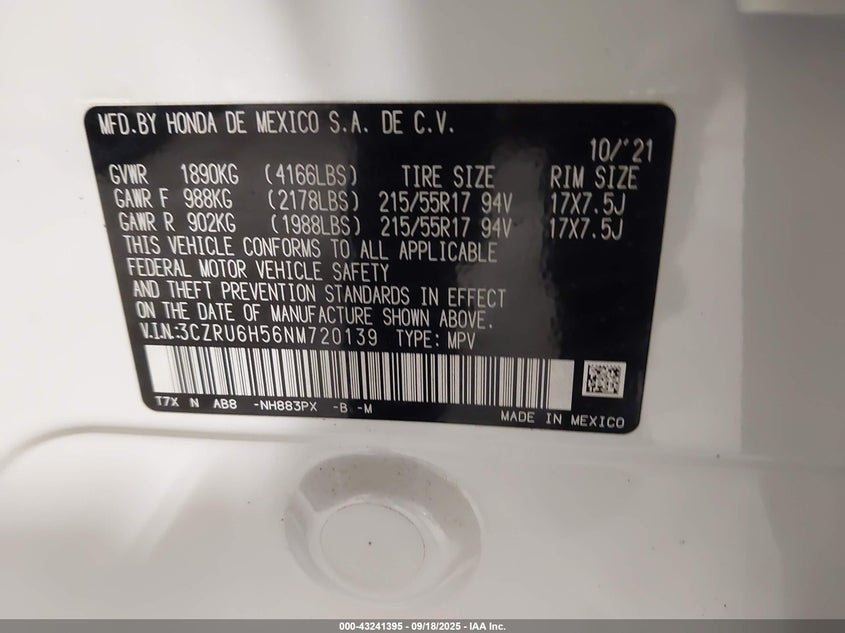 MFD.BY HONDA DE MEXICO S.A. DE C.V.
10/'21
GVWR 1890KG (4166LBS) TIRE SIZE RIM SIZE
GAWR F 988KG (2178LBS) 215/55R17 94V 17X7.5J
GAWR R 902KG (1988LBS) 215/55R17 94V 17X7.5J
THIS VEHICLE CONFORMS TO ALL APPLICABLE
FEDERAL MOTOR VEHICLE SAFETY
AND THEFT PREVENTION STANDARDS IN EFFECT
ON THE DATE OF MANUFACTURE SHOWN ABOVE.
V.I.N.:3CZRU6H56NM720139 TYPE: MPV
T7X N AB8 -NH883PX -B -M
MADE IN MEXICO
000-43241395 - 09/18/2025 - IAA Inc.